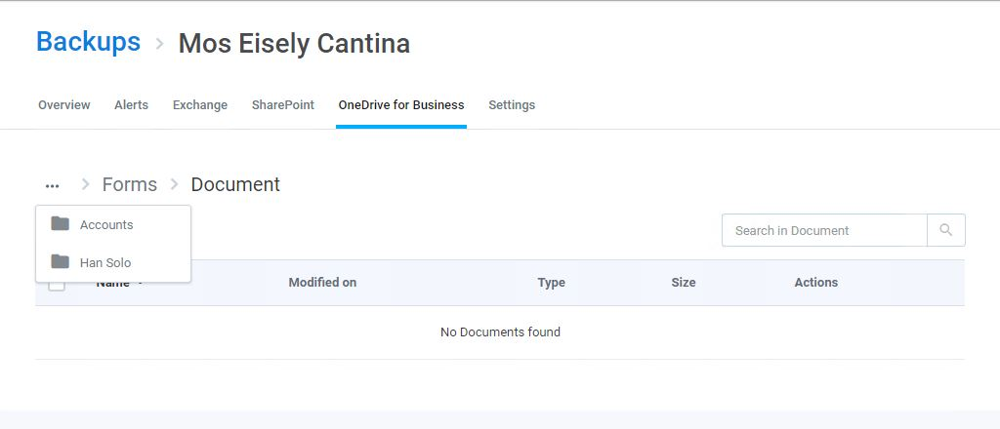 Backups > Mos Eisely Cantina
Overview Alerts Exchange SharePoint OneDrive for Business Settings
... > Forms > Document
Accounts
Search in Document
Han Solo
Name Modified on Type Size Actions
No Documents found